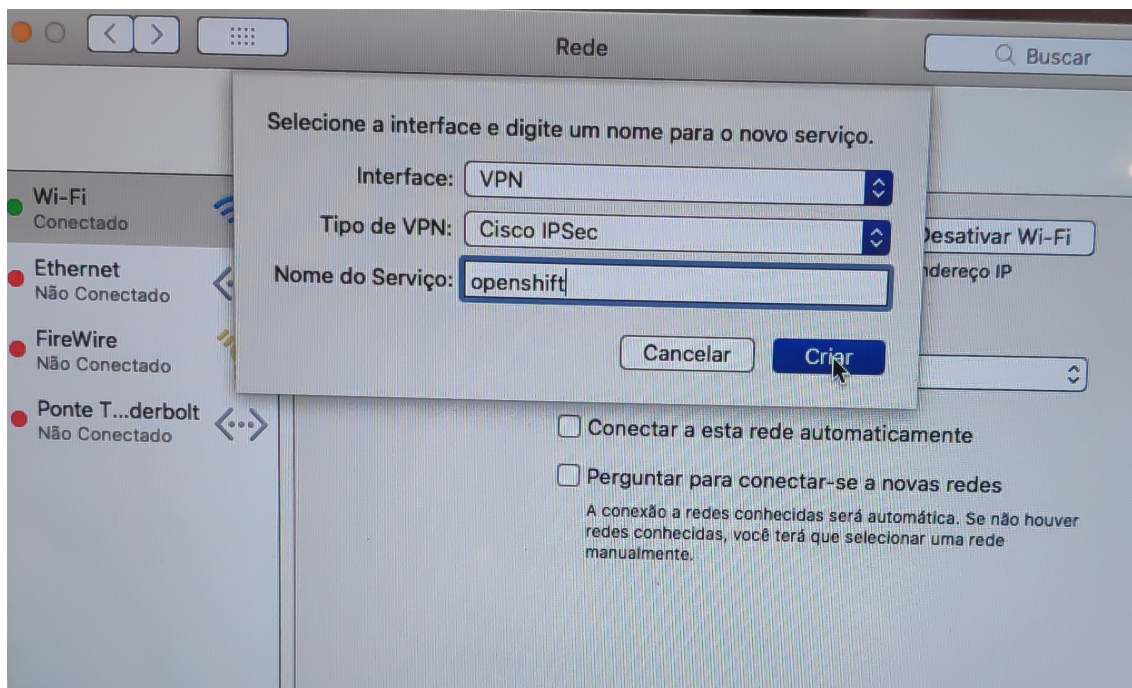 Rede
Buscar
Selecione a interface e digite um nome para o novo serviço.
Interface: VPN
Tipo de VPN: Cisco IPSec
Nome do Serviço: openshift
Cancelar
Criar
Wi-Fi
Conectado
Ethernet
Não Conectado
FireWire
Não Conectado
Ponte T...derbolt
Não Conectado
Desativar Wi-Fi
ndereço IP
Conectar a esta rede automaticamente
Perguntar para conectar-se a novas redes
A conexão a redes conhecidas será automática. Se não houver
redes conhecidas, você terá que selecionar uma rede
manualmente.